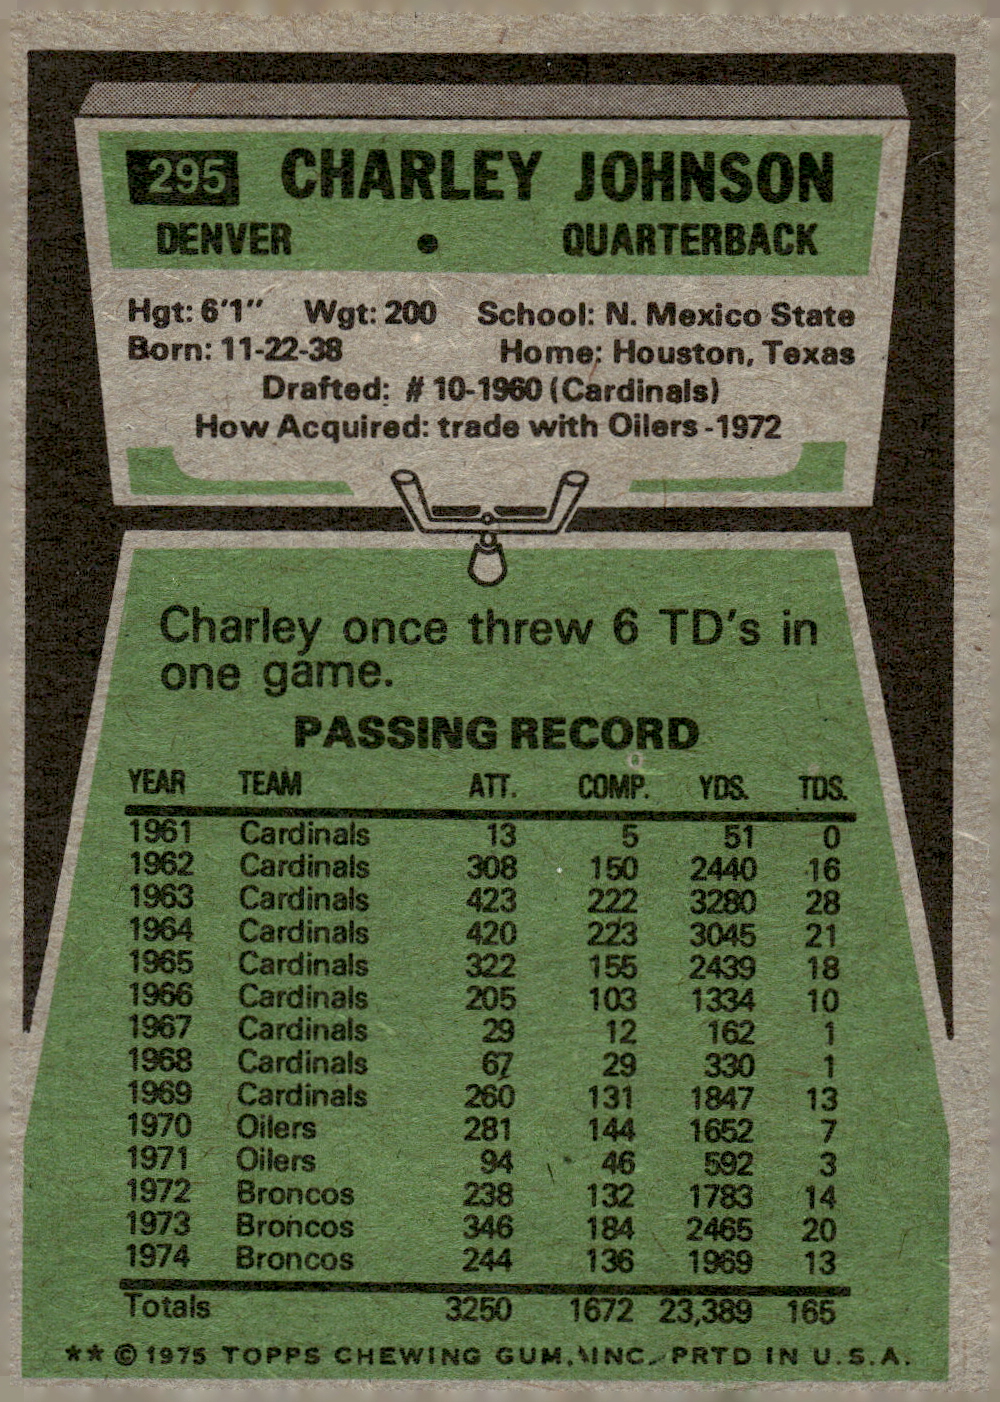 295 CHARLEY JOHNSON
DENVER • QUARTERBACK
Hgt: 6'1" Wgt: 200 School: N. Mexico State
Born: 11-22-38 Home: Houston, Texas
Drafted: # 10-1960 (Cardinals)
How Acquired: trade with Oilers -1972
Charley once threw 6 TD's in
one game.
PASSING RECORD
YEAR TEAM ATT. COMP. YDS. TDS.
1961 Cardinals 13 5 51 0
1962 Cardinals 308 150 2440 16
1963 Cardinals 423 222 3280 28
1964 Cardinals 420 223 3045 21
1965 Cardinals 322 155 2439 18
1966 Cardinals 205 103 1334 10
1967 Cardinals 29 12 162 1
1968 Cardinals 67 29 330 1
1969 Cardinals 260 131 1847 13
1970 Oilers 281 144 1652 7
1971 Oilers 94 46 592 3
1972 Broncos 238 132 1783 14
1973 Broncos 346 184 2465 20
1974 Broncos 244 136 1969 13
Totals 3250 1672 23,389 165
** © 1975 TOPPS CHEWING GUM, INC. PRTD IN U.S.A.